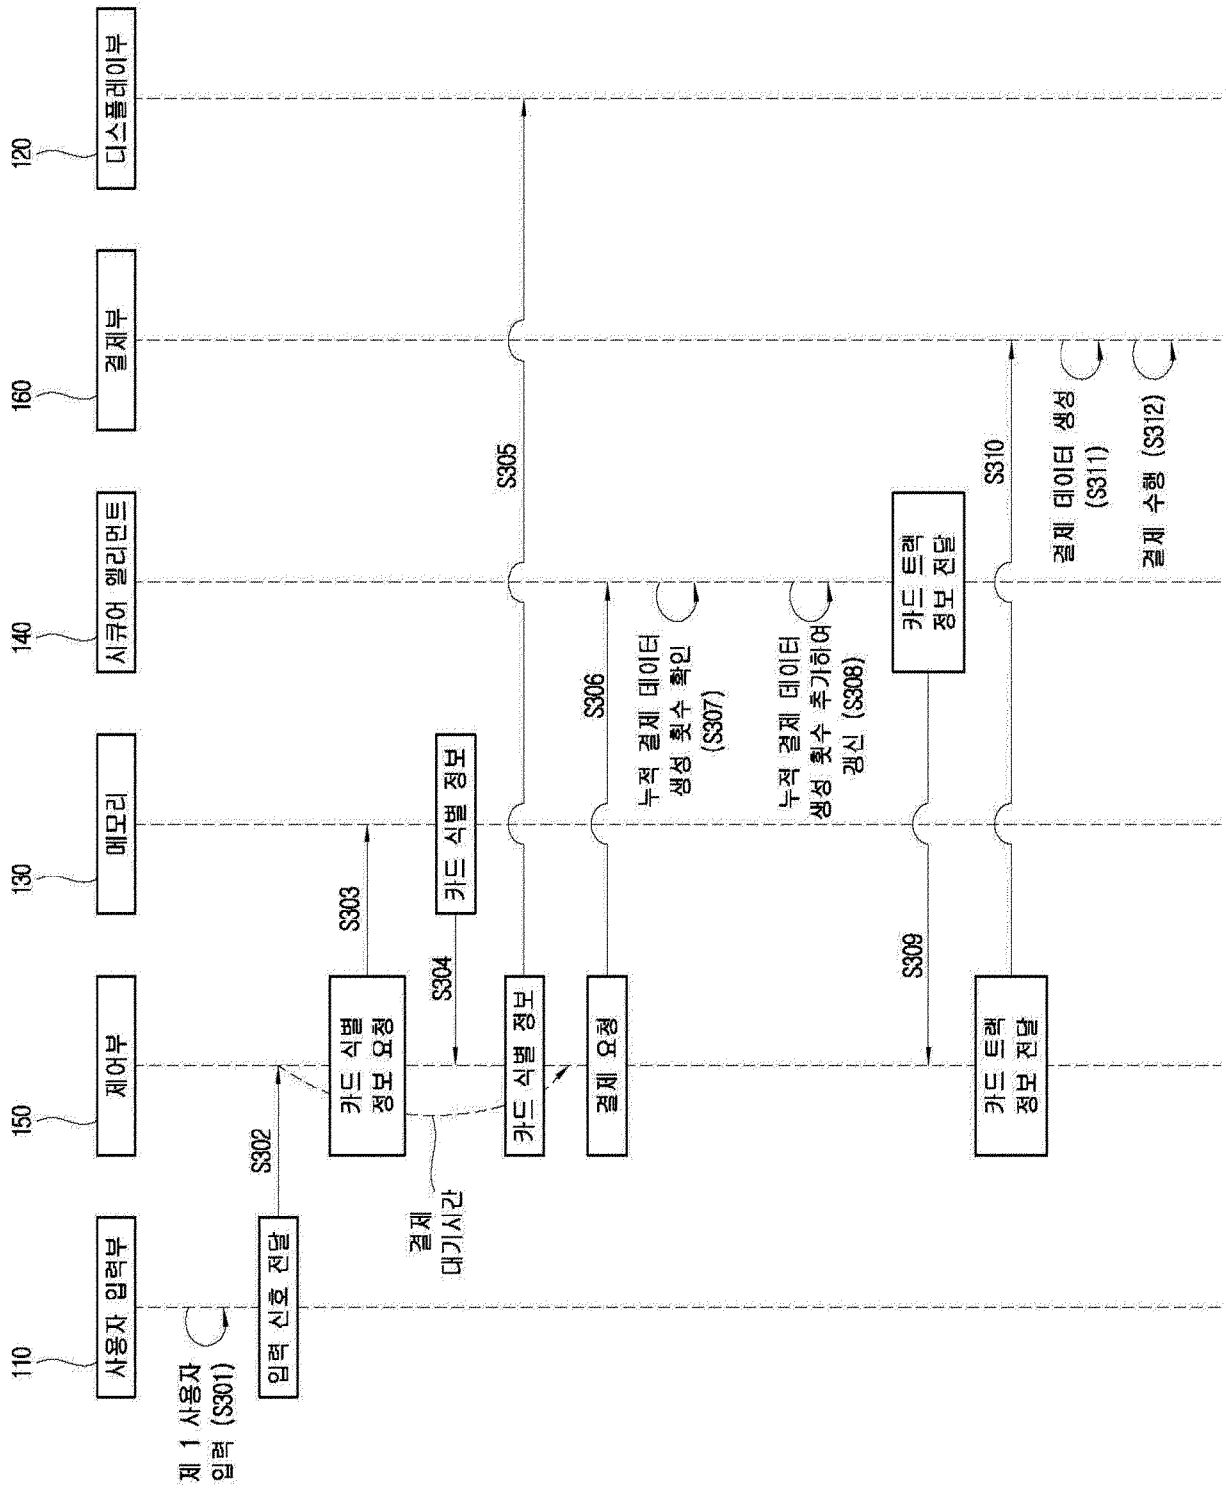 110
150
130
140
160
120
사용자 입력부
제어부
메모리
시큐어 엘리먼트
결제부
디스플레이부
제 1 사용자
입력 (S301)
입력 신호 전달
S302
카드 식별
정보 요청
S303
카드 식별 정보
S304
결제
대기시간
카드 식별 정보
S305
결제 요청
S306
누적 결제 데이터
생성 횟수 확인
(S307)
누적 결제 데이터
생성 횟수 추가하여
갱신 (S308)
카드 트랙
정보 전달
S309
카드 트랙
정보 전달
S310
결제 데이터 생성
(S311)
결제 수행 (S312)